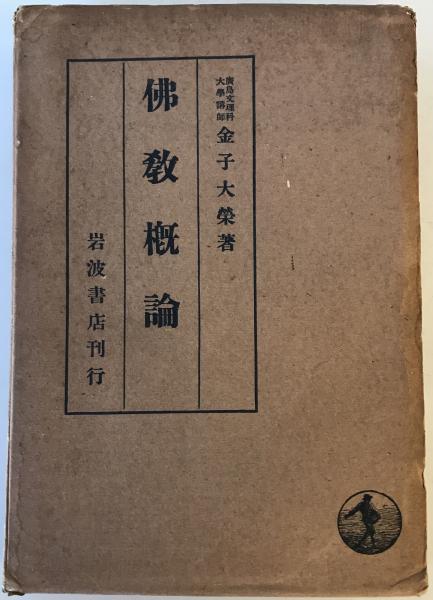 廣島文理科
大學講師
金子大榮著
佛敎概論
岩波書店刊行